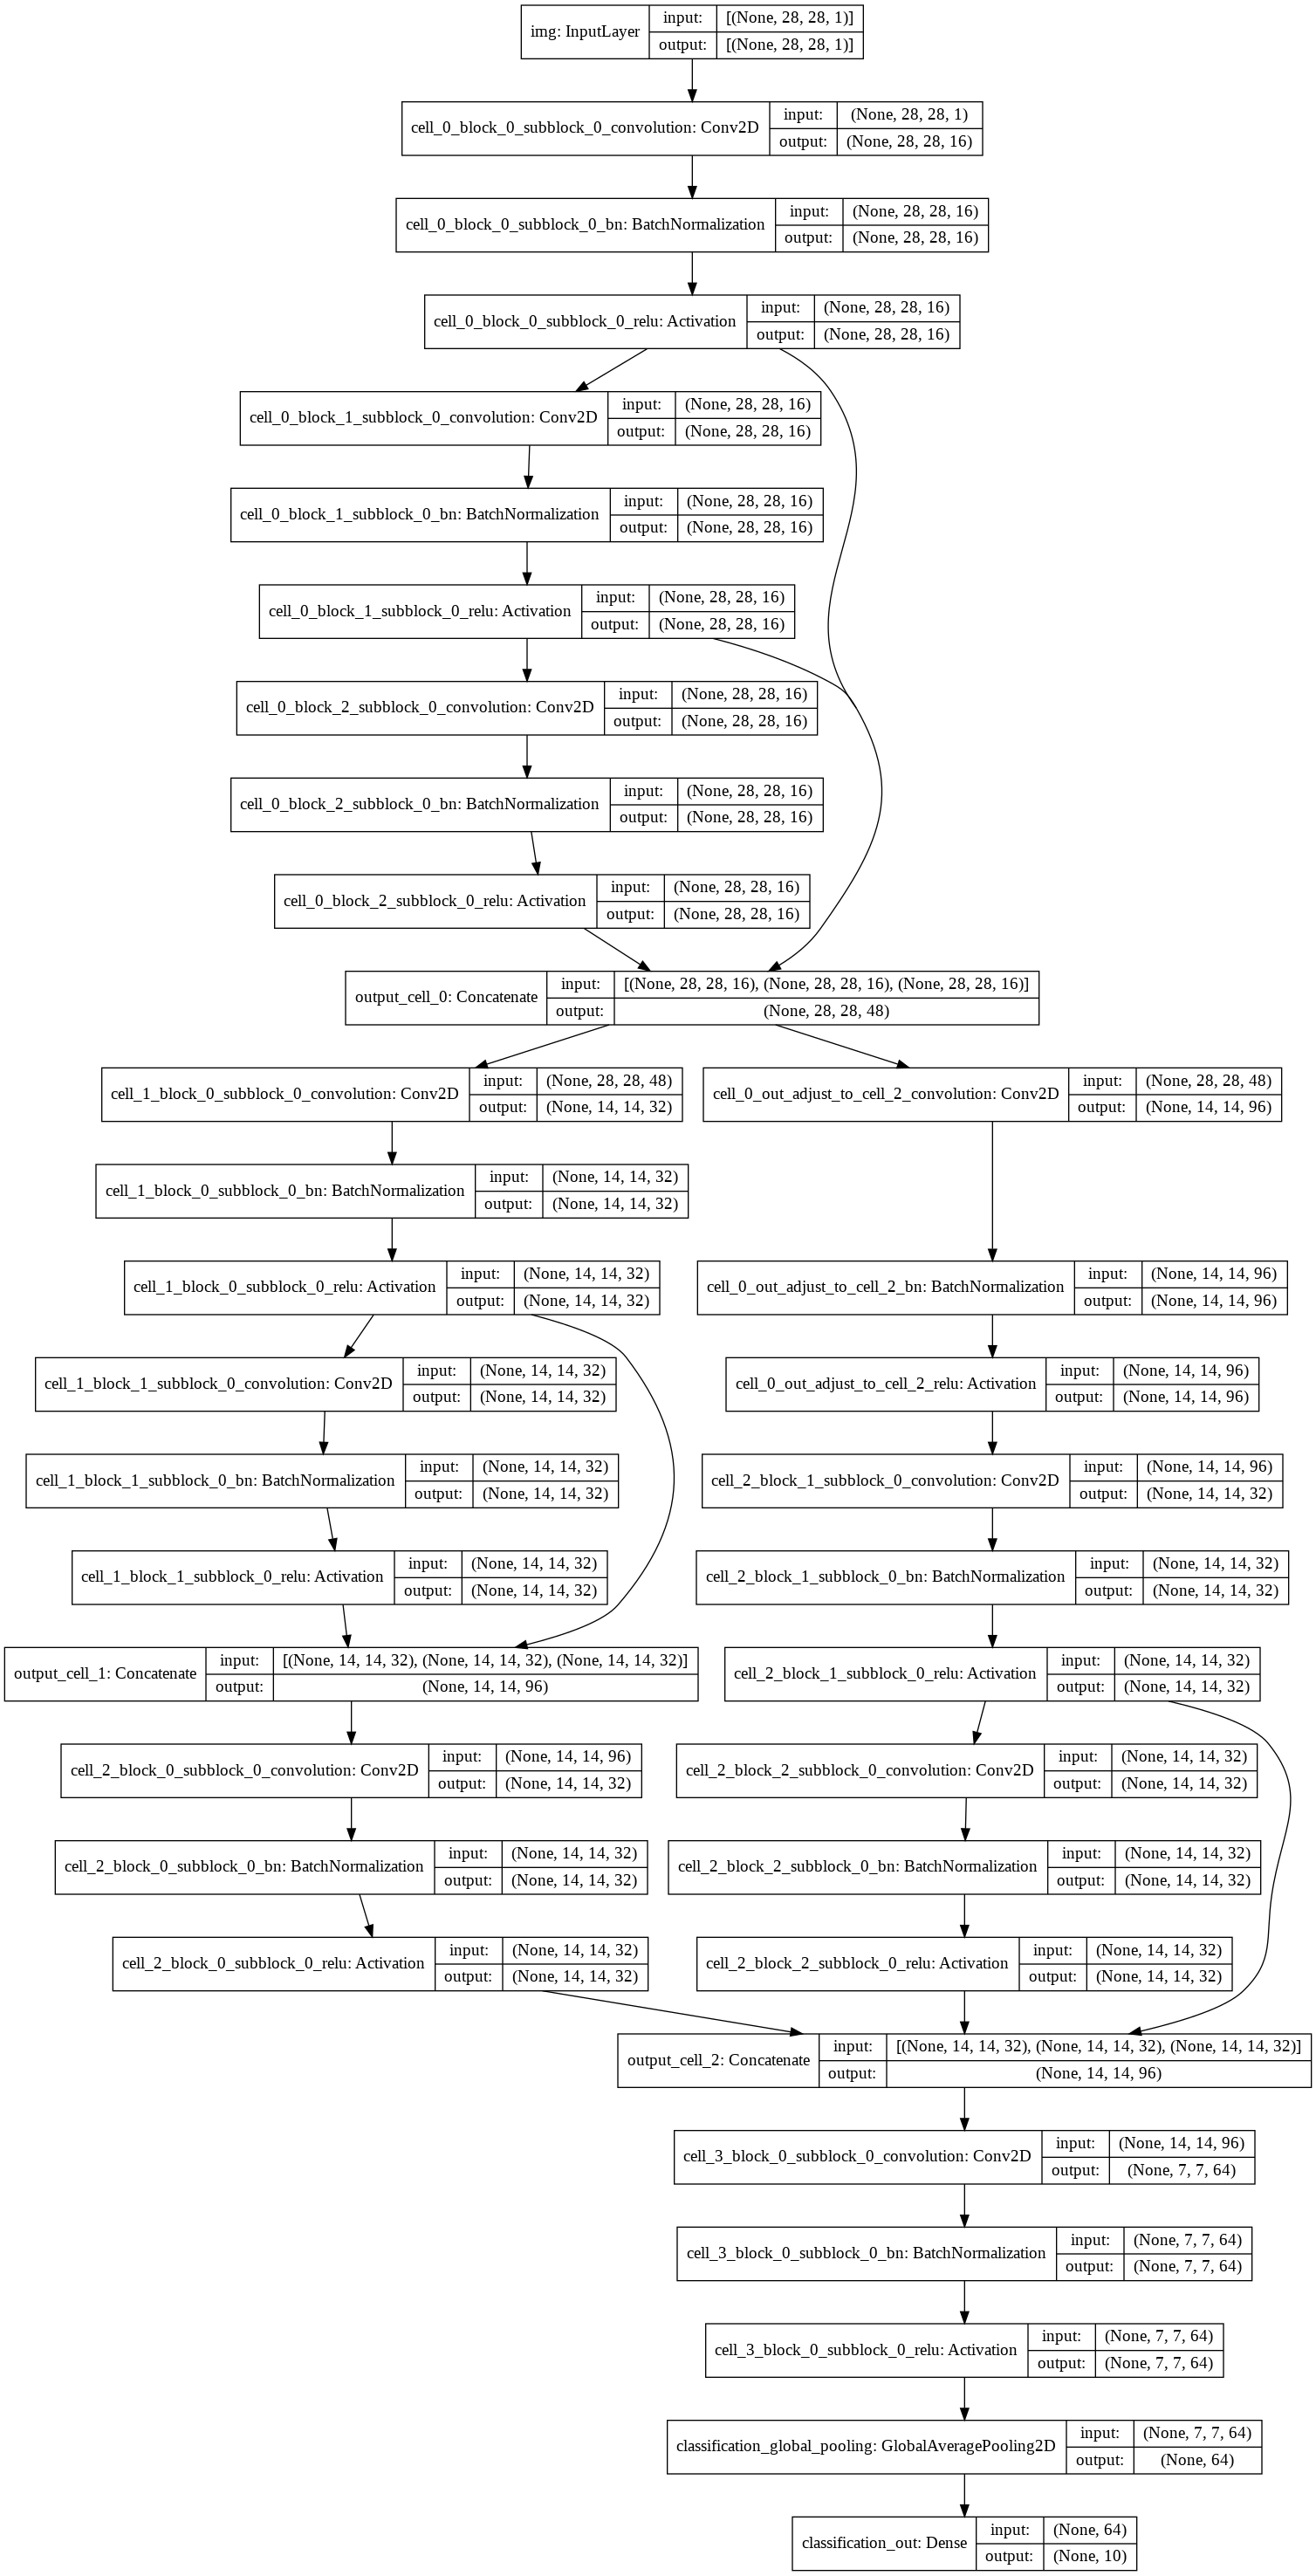 img: InputLayer
input: [(None, 28, 28, 1)]
output: [(None, 28, 28, 1)]
cell_0_block_0_subblock_0_convolution: Conv2D
input: (None, 28, 28, 1)
output: (None, 28, 28, 16)
cell_0_block_0_subblock_0_bn: BatchNormalization
input: (None, 28, 28, 16)
output: (None, 28, 28, 16)
cell_0_block_0_subblock_0_relu: Activation
input: (None, 28, 28, 16)
output: (None, 28, 28, 16)
cell_0_block_1_subblock_0_convolution: Conv2D
input: (None, 28, 28, 16)
output: (None, 28, 28, 16)
cell_0_block_1_subblock_0_bn: BatchNormalization
input: (None, 28, 28, 16)
output: (None, 28, 28, 16)
cell_0_block_1_subblock_0_relu: Activation
input: (None, 28, 28, 16)
output: (None, 28, 28, 16)
cell_0_block_2_subblock_0_convolution: Conv2D
input: (None, 28, 28, 16)
output: (None, 28, 28, 16)
cell_0_block_2_subblock_0_bn: BatchNormalization
input: (None, 28, 28, 16)
output: (None, 28, 28, 16)
cell_0_block_2_subblock_0_relu: Activation
input: (None, 28, 28, 16)
output: (None, 28, 28, 16)
output_cell_0: Concatenate
input: [(None, 28, 28, 16), (None, 28, 28, 16), (None, 28, 28, 16)]
output: (None, 28, 28, 48)
cell_1_block_0_subblock_0_convolution: Conv2D
input: (None, 28, 28, 48)
output: (None, 14, 14, 32)
cell_0_out_adjust_to_cell_2_convolution: Conv2D
input: (None, 28, 28, 48)
output: (None, 14, 14, 96)
cell_1_block_0_subblock_0_bn: BatchNormalization
input: (None, 14, 14, 32)
output: (None, 14, 14, 32)
cell_1_block_0_subblock_0_relu: Activation
input: (None, 14, 14, 32)
output: (None, 14, 14, 32)
cell_0_out_adjust_to_cell_2_bn: BatchNormalization
input: (None, 14, 14, 96)
output: (None, 14, 14, 96)
cell_1_block_1_subblock_0_convolution: Conv2D
input: (None, 14, 14, 32)
output: (None, 14, 14, 32)
cell_0_out_adjust_to_cell_2_relu: Activation
input: (None, 14, 14, 96)
output: (None, 14, 14, 96)
cell_1_block_1_subblock_0_bn: BatchNormalization
input: (None, 14, 14, 32)
output: (None, 14, 14, 32)
cell_2_block_1_subblock_0_convolution: Conv2D
input: (None, 14, 14, 96)
output: (None, 14, 14, 32)
cell_1_block_1_subblock_0_relu: Activation
input: (None, 14, 14, 32)
output: (None, 14, 14, 32)
cell_2_block_1_subblock_0_bn: BatchNormalization
input: (None, 14, 14, 32)
output: (None, 14, 14, 32)
output_cell_1: Concatenate
input: [(None, 14, 14, 32), (None, 14, 14, 32), (None, 14, 14, 32)]
output: (None, 14, 14, 96)
cell_2_block_1_subblock_0_relu: Activation
input: (None, 14, 14, 32)
output: (None, 14, 14, 32)
cell_2_block_0_subblock_0_convolution: Conv2D
input: (None, 14, 14, 96)
output: (None, 14, 14, 32)
cell_2_block_2_subblock_0_convolution: Conv2D
input: (None, 14, 14, 32)
output: (None, 14, 14, 32)
cell_2_block_0_subblock_0_bn: BatchNormalization
input: (None, 14, 14, 32)
output: (None, 14, 14, 32)
cell_2_block_2_subblock_0_bn: BatchNormalization
input: (None, 14, 14, 32)
output: (None, 14, 14, 32)
cell_2_block_0_subblock_0_relu: Activation
input: (None, 14, 14, 32)
output: (None, 14, 14, 32)
cell_2_block_2_subblock_0_relu: Activation
input: (None, 14, 14, 32)
output: (None, 14, 14, 32)
output_cell_2: Concatenate
input: [(None, 14, 14, 32), (None, 14, 14, 32), (None, 14, 14, 32)]
output: (None, 14, 14, 96)
cell_3_block_0_subblock_0_convolution: Conv2D
input: (None, 14, 14, 96)
output: (None, 7, 7, 64)
cell_3_block_0_subblock_0_bn: BatchNormalization
input: (None, 7, 7, 64)
output: (None, 7, 7, 64)
cell_3_block_0_subblock_0_relu: Activation
input: (None, 7, 7, 64)
output: (None, 7, 7, 64)
classification_global_pooling: GlobalAveragePooling2D
input: (None, 7, 7, 64)
output: (None, 64)
classification_out: Dense
input: (None, 64)
output: (None, 10)